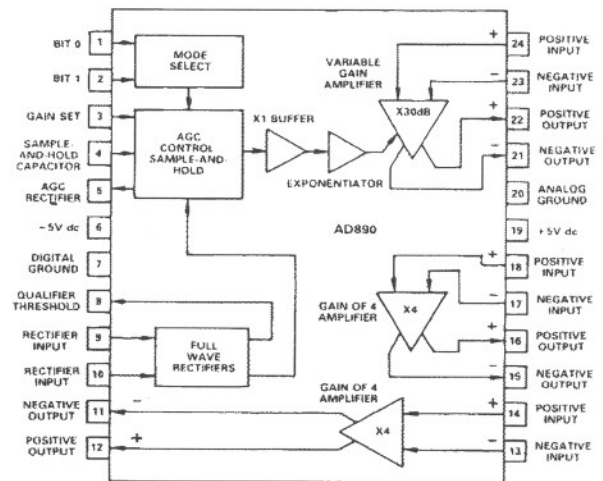 BIT 0
1
BIT 1
2
GAIN SET
3
SAMPLE-
AND-HOLD
CAPACITOR
4
AGC
RECTIFIER
5
-5V dc
6
DIGITAL
GROUND
7
QUALIFIER
THRESHOLD
8
RECTIFIER
INPUT
9
RECTIFIER
INPUT
10
NEGATIVE
OUTPUT
11
POSITIVE
OUTPUT
12
MODE
SELECT
AGC
CONTROL
SAMPLE-AND-
HOLD
X1 BUFFER
EXPONENTIATOR
VARIABLE
GAIN
AMPLIFIER
X30dB
AD890
GAIN OF 4
AMPLIFIER
X4
FULL
WAVE
RECTIFIERS
GAIN OF 4
AMPLIFIER
X4
-
+
+
24
POSITIVE
INPUT
-
23
NEGATIVE
INPUT
+
22
POSITIVE
OUTPUT
-
21
NEGATIVE
OUTPUT
20
ANALOG
GROUND
19
+5V dc
+
18
POSITIVE
INPUT
-
17
NEGATIVE
INPUT
+
16
POSITIVE
OUTPUT
-
15
NEGATIVE
OUTPUT
+
14
POSITIVE
INPUT
-
13
NEGATIVE
INPUT